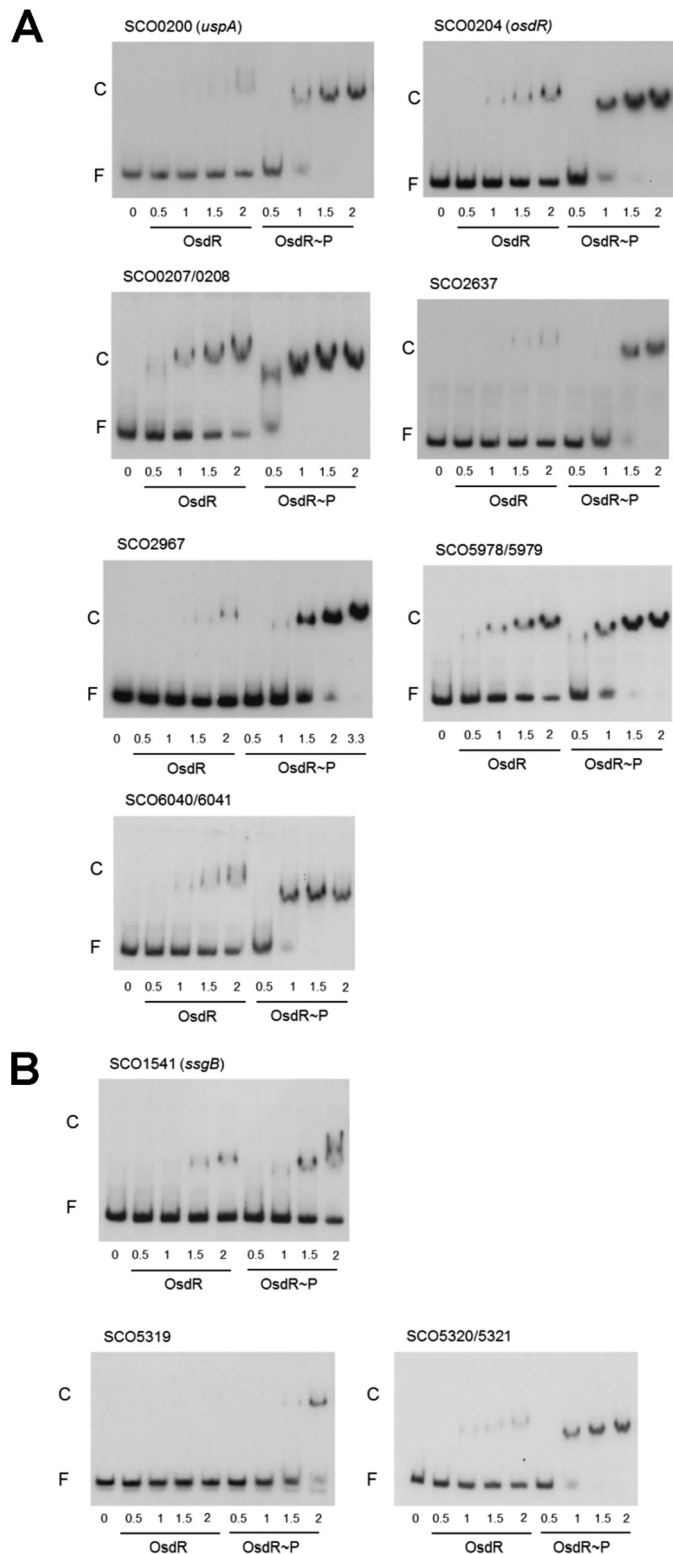 A
SCO0200 (uspA)
C
F
0 0.5 1 1.5 2 0.5 1 1.5 2
OsdR OsdR~P
SCO0204 (osdR)
C
F
0 0.5 1 1.5 2 0.5 1 1.5 2
OsdR OsdR~P
SCO0207/0208
C
F
0 0.5 1 1.5 2 0.5 1 1.5 2
OsdR OsdR~P
SCO2637
C
F
0 0.5 1 1.5 2 0.5 1 1.5 2
OsdR OsdR~P
SCO2967
C
F
0 0.5 1 1.5 2 0.5 1 1.5 2 3.3
OsdR OsdR~P
SCO5978/5979
C
F
0 0.5 1 1.5 2 0.5 1 1.5 2
OsdR OsdR~P
SCO6040/6041
C
F
0 0.5 1 1.5 2 0.5 1 1.5 2
OsdR OsdR~P
B
SCO1541 (ssgB)
C
F
0 0.5 1 1.5 2 0.5 1 1.5 2
OsdR OsdR~P
SCO5319
C
F
0 0.5 1 1.5 2 0.5 1 1.5 2
OsdR OsdR~P
SCO5320/5321
C
F
0 0.5 1 1.5 2 0.5 1 1.5 2
OsdR OsdR~P